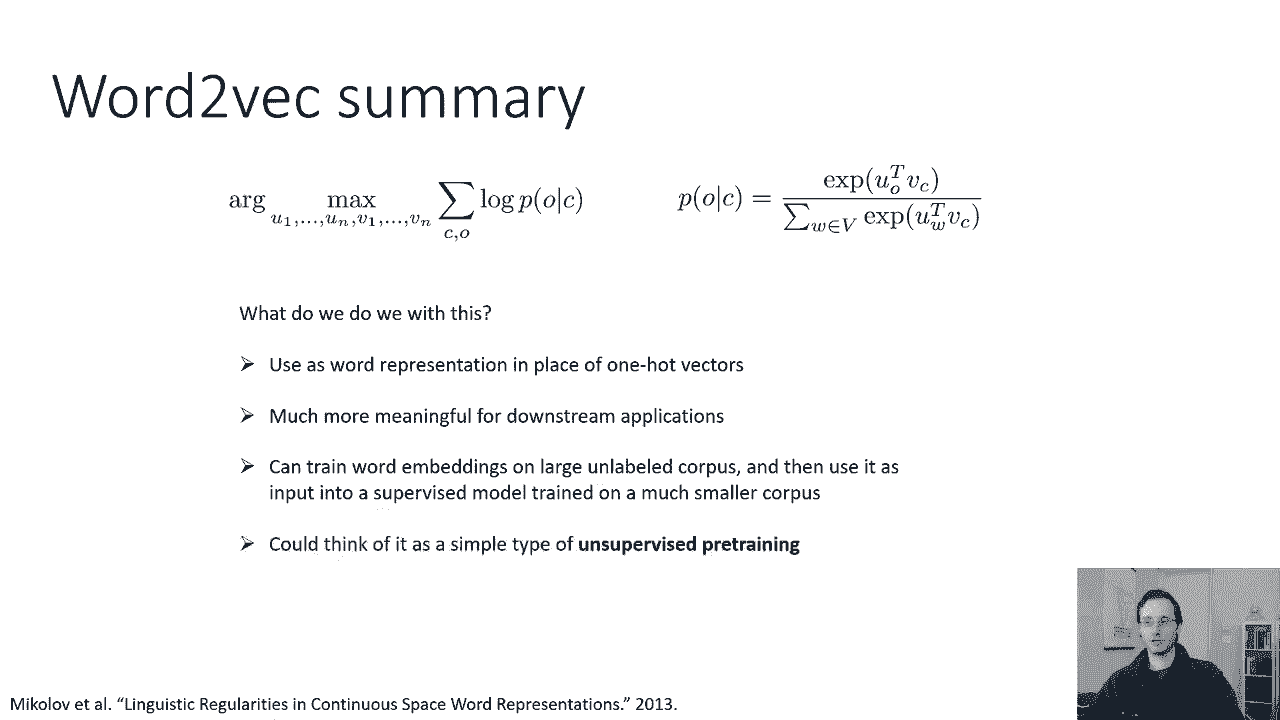 Word2vec summary
arg max_{u_1,...,u_n,v_1,...,v_n} \sum_{c,o} log p(o|c)
p(o|c) = \frac{exp(u_o^T v_c)}{\sum_{w∈V} exp(u_w^T v_c)}
What do we do we with this?
➢ Use as word representation in place of one-hot vectors
➢ Much more meaningful for downstream applications
➢ Can train word embeddings on large unlabeled corpus, and then use it as
input into a supervised model trained on a much smaller corpus
➢ Could think of it as a simple type of unsupervised pretraining
Mikolov et al. “Linguistic Regularities in Continuous Space Word Representations.” 2013.